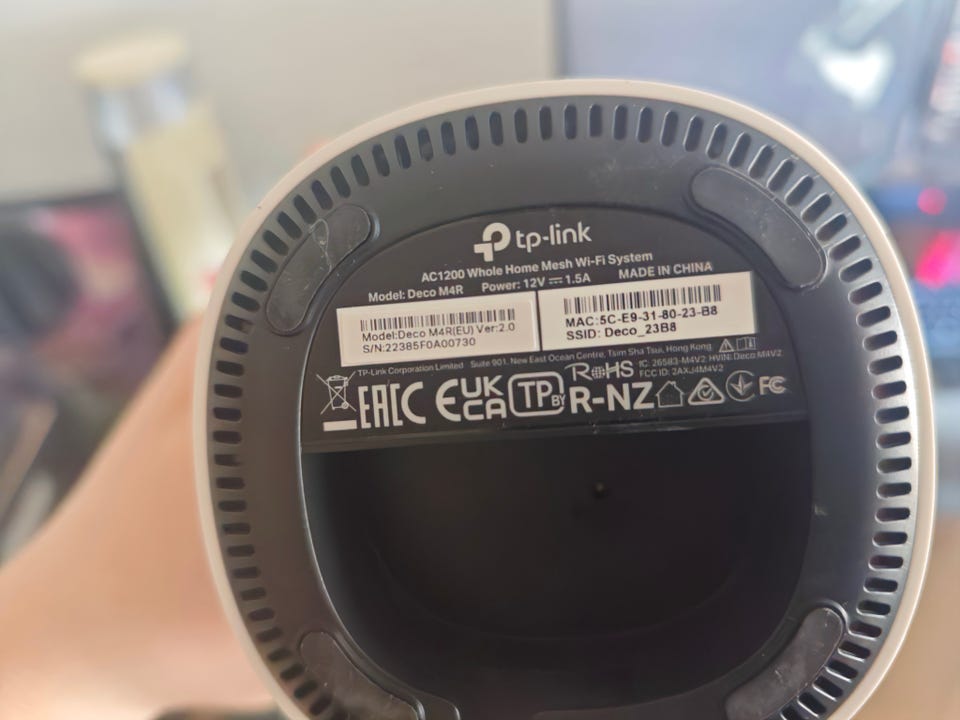 tp-link
AC1200 Whole Home Mesh Wi-Fi System
Model: Deco M4R Power: 12V⎓1.5A MADE IN CHINA
Model:Deco M4R(EU) Ver:2.0
S/N:22385F0A00730
MAC:5C-E9-31-80-23-B8
SSID: Deco_23B8
TP-Link Corporation Limited Suite 901, New East Ocean Centre, Tsim Sha Tsui, Hong Kong
RoHS IC: 26583-M4V2; HVIN: Deco M4V2
FCC ID: 2AXJ4M4V2
EAC CE UKCA TP BY R-NZ FC